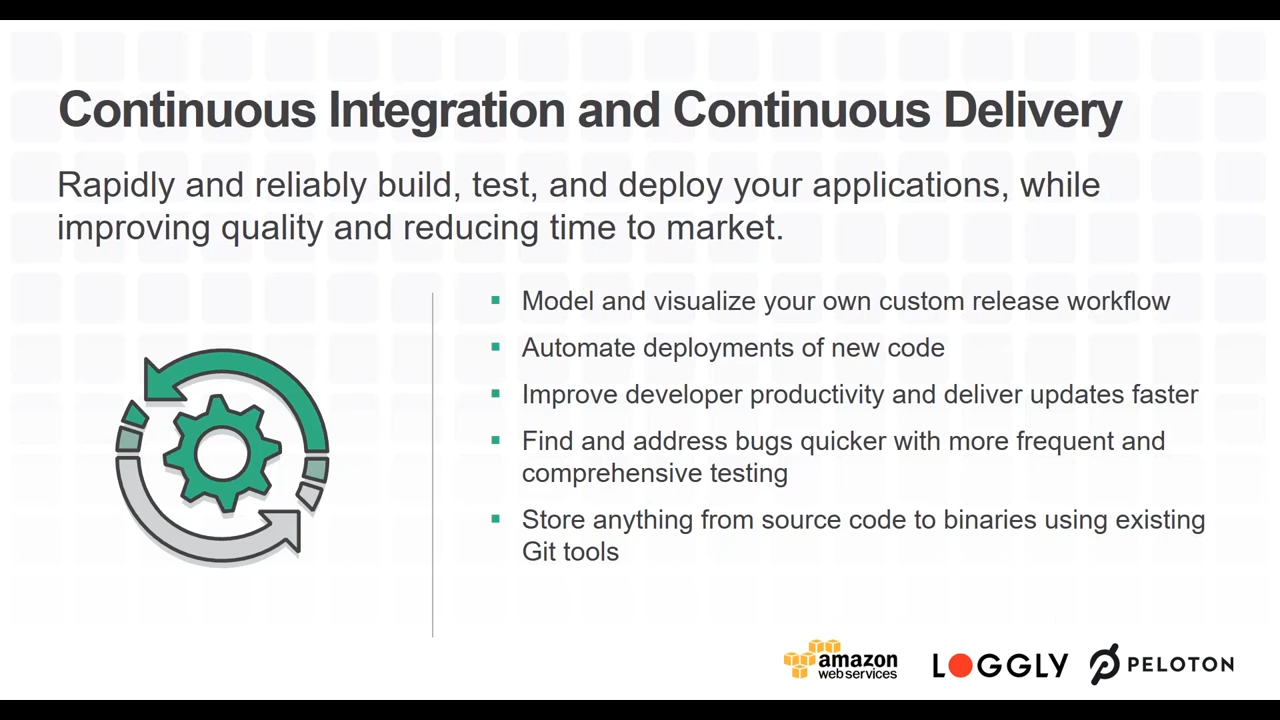 Continuous Integration and Continuous Delivery
Rapidly and reliably build, test, and deploy your applications, while
improving quality and reducing time to market.
Model and visualize your own custom release workflow
Automate deployments of new code
Improve developer productivity and deliver updates faster
Find and address bugs quicker with more frequent and
comprehensive testing
Store anything from source code to binaries using existing
Git tools
amazon
webservices
LOGGLY
PELOTON